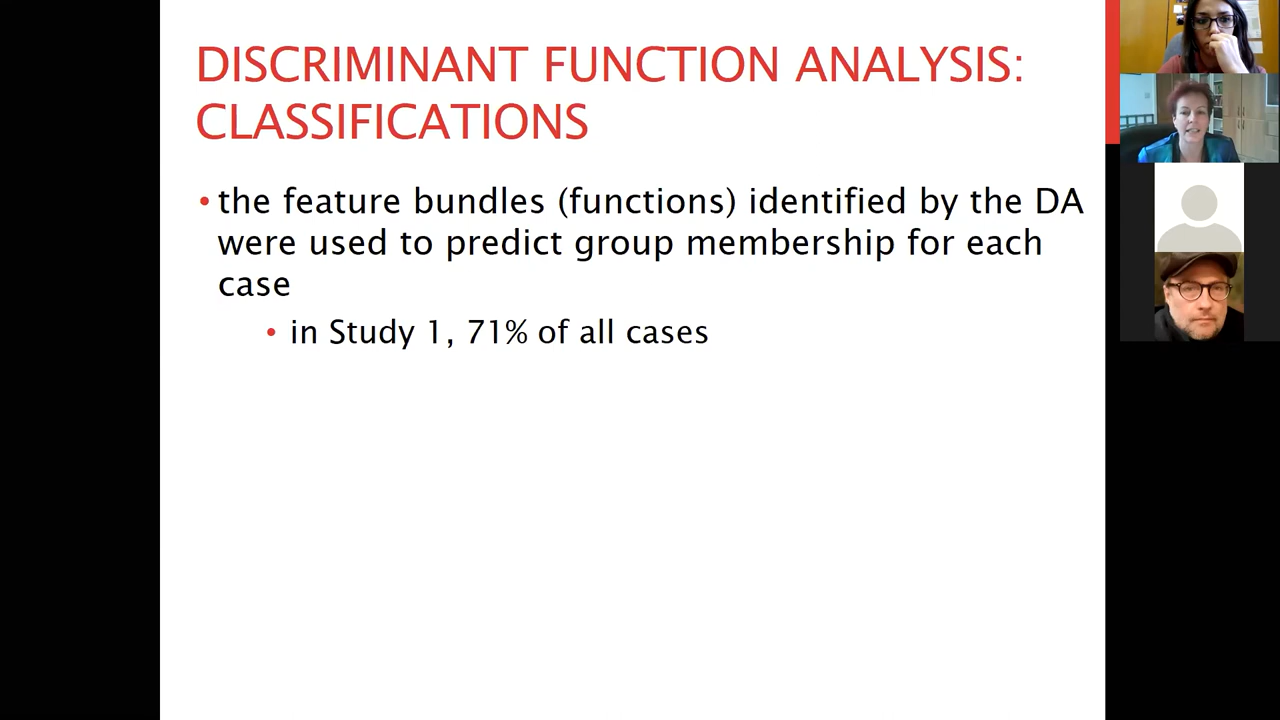 DISCRIMINANT FUNCTION ANALYSIS:
CLASSIFICATIONS
• the feature bundles (functions) identified by the DA
were used to predict group membership for each
case
• in Study 1, 71% of all cases